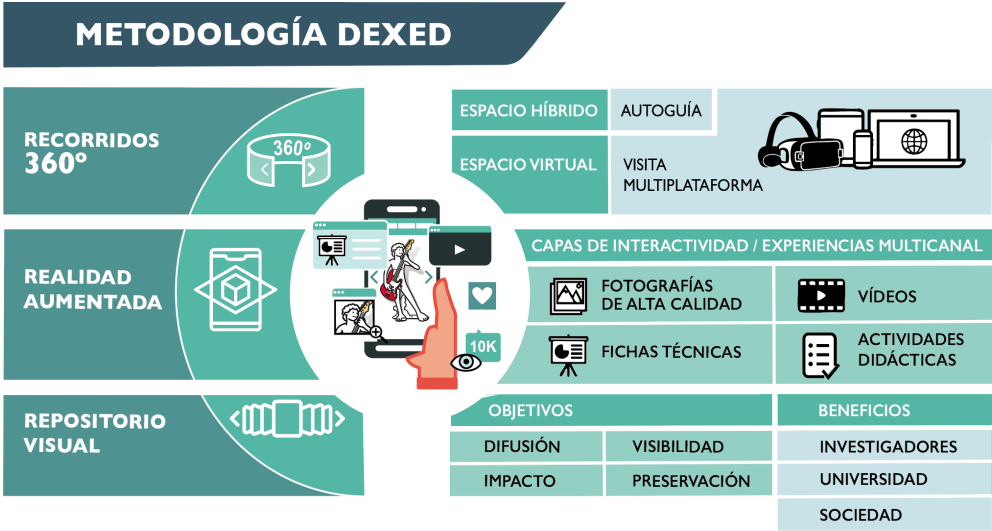 METODOLOGÍA DEXED
RECORRIDOS
360º
360º
ESPACIO HÍBRIDO
AUTOGUÍA
ESPACIO VIRTUAL
VISITA
MULTIPLATAFORMA
REALIDAD
AUMENTADA
CAPAS DE INTERACTIVIDAD / EXPERIENCIAS MULTICANAL
FOTOGRAFÍAS
DE ALTA CALIDAD
VÍDEOS
FICHAS TÉCNICAS
ACTIVIDADES
DIDÁCTICAS
10K
REPOSITORIO
VISUAL
OBJETIVOS
DIFUSIÓN
VISIBILIDAD
IMPACTO
PRESERVACIÓN
BENEFICIOS
INVESTIGADORES
UNIVERSIDAD
SOCIEDAD